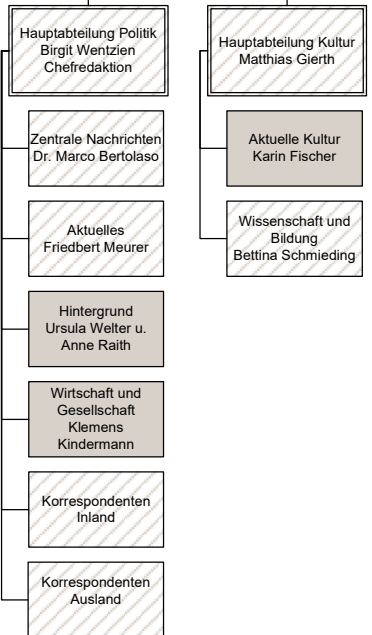 Hauptabteilung Politik
Birgit Wentzien
Chefredaktion
Zentrale Nachrichten
Dr. Marco Bertolaso
Aktuelles
Friedbert Meurer
Hintergrund
Ursula Welter u.
Anne Raith
Wirtschaft und
Gesellschaft
Klemens
Kindermann
Korrespondenten
Inland
Korrespondenten
Ausland
Hauptabteilung Kultur
Matthias Gierth
Aktuelle Kultur
Karin Fischer
Wissenschaft und
Bildung
Bettina Schmieding